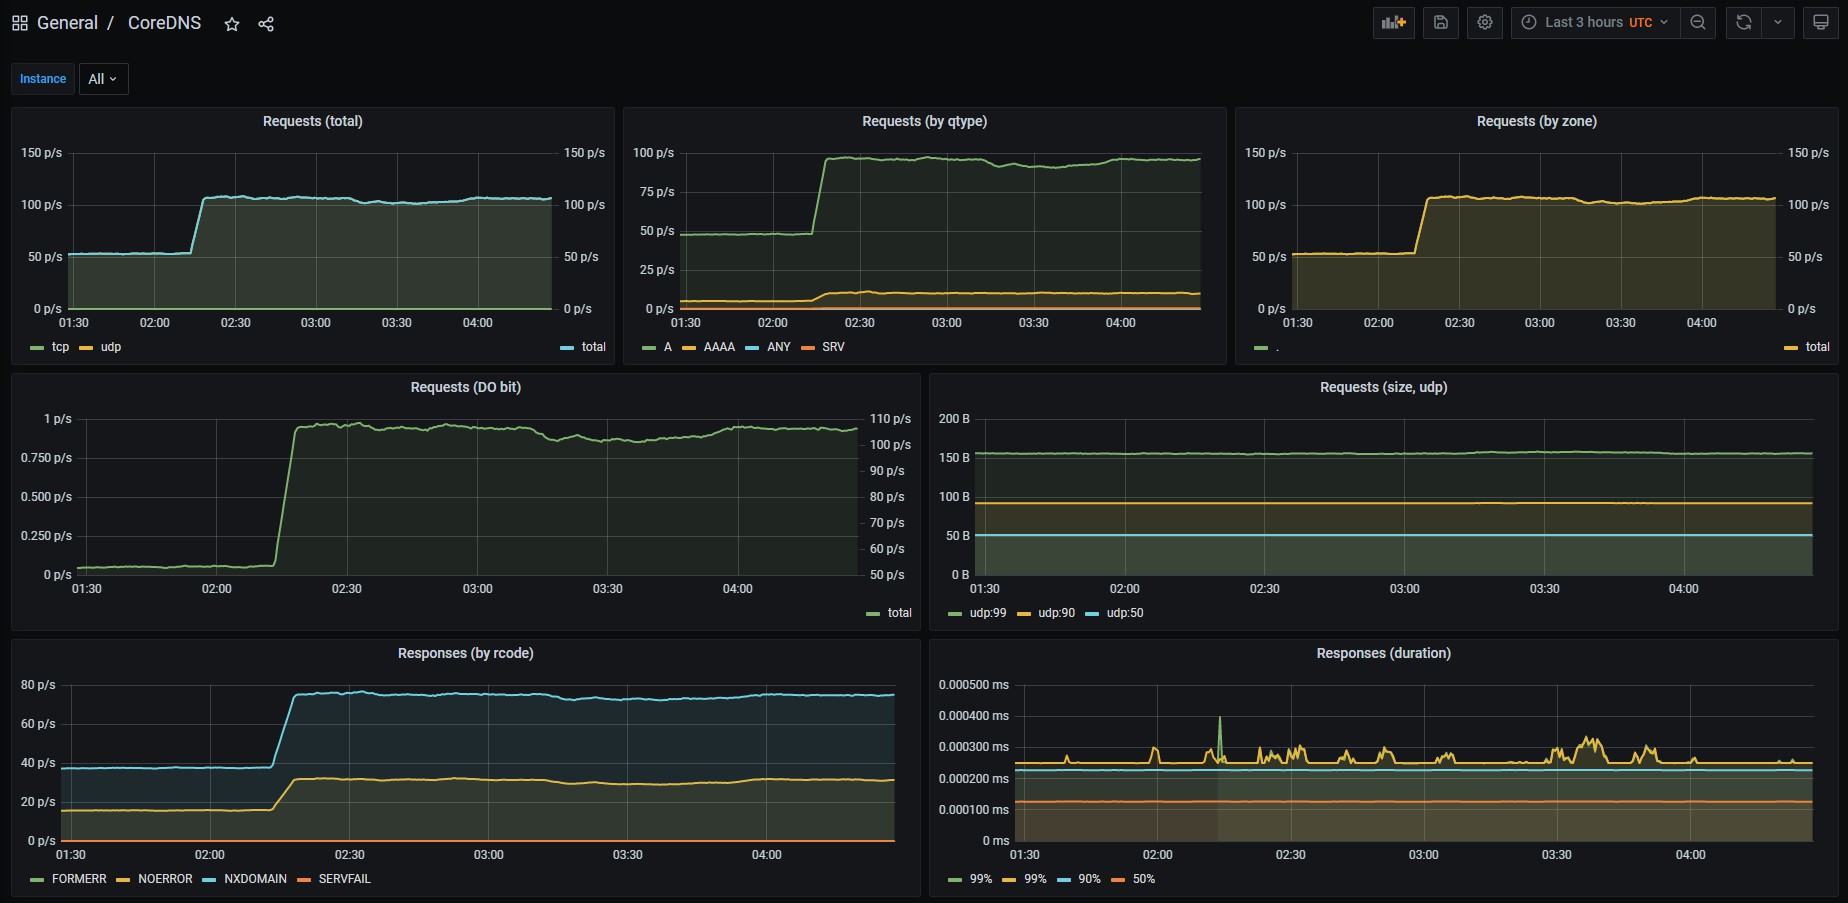 General / CoreDNS
Last 3 hours UTC
Instance All
Requests (total)
150 p/s 150 p/s
100 p/s 100 p/s
50 p/s 50 p/s
0 p/s 0 p/s
01:30 02:00 02:30 03:00 03:30 04:00
tcp udp total
Requests (by qtype)
100 p/s
75 p/s
50 p/s
25 p/s
0 p/s
01:30 02:00 02:30 03:00 03:30 04:00
A AAAA ANY SRV
Requests (by zone)
150 p/s 150 p/s
100 p/s 100 p/s
50 p/s 50 p/s
0 p/s 0 p/s
01:30 02:00 02:30 03:00 03:30 04:00
. total
Requests (DO bit)
1 p/s 110 p/s
100 p/s
0.750 p/s 90 p/s
0.500 p/s 80 p/s
70 p/s
0.250 p/s 60 p/s
0 p/s 50 p/s
01:30 02:00 02:30 03:00 03:30 04:00
total
Requests (size, udp)
200 B
150 B
100 B
50 B
0 B
01:30 02:00 02:30 03:00 03:30 04:00
udp:99 udp:90 udp:50
Responses (by rcode)
80 p/s
60 p/s
40 p/s
20 p/s
0 p/s
01:30 02:00 02:30 03:00 03:30 04:00
FORMERR NOERROR NXDOMAIN SERVFAIL
Responses (duration)
0.000500 ms
0.000400 ms
0.000300 ms
0.000200 ms
0.000100 ms
0 ms
01:30 02:00 02:30 03:00 03:30 04:00
99% 99% 90% 50%